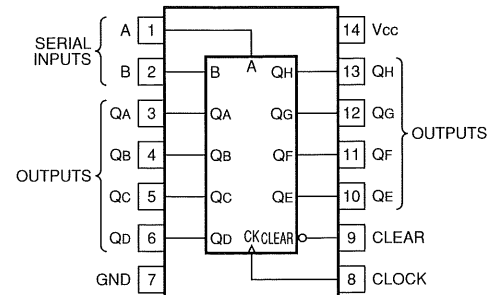 A 1 14 Vcc
SERIAL INPUTS
A
B 2 B QH 13 QH
QA 3 QA QG 12 QG
QB 4 QB QF 11 QF
OUTPUTS
OUTPUTS
QC 5 QC QE 10 QE
QD 6 QD CK CLEAR 9 CLEAR
GND 7 8 CLOCK